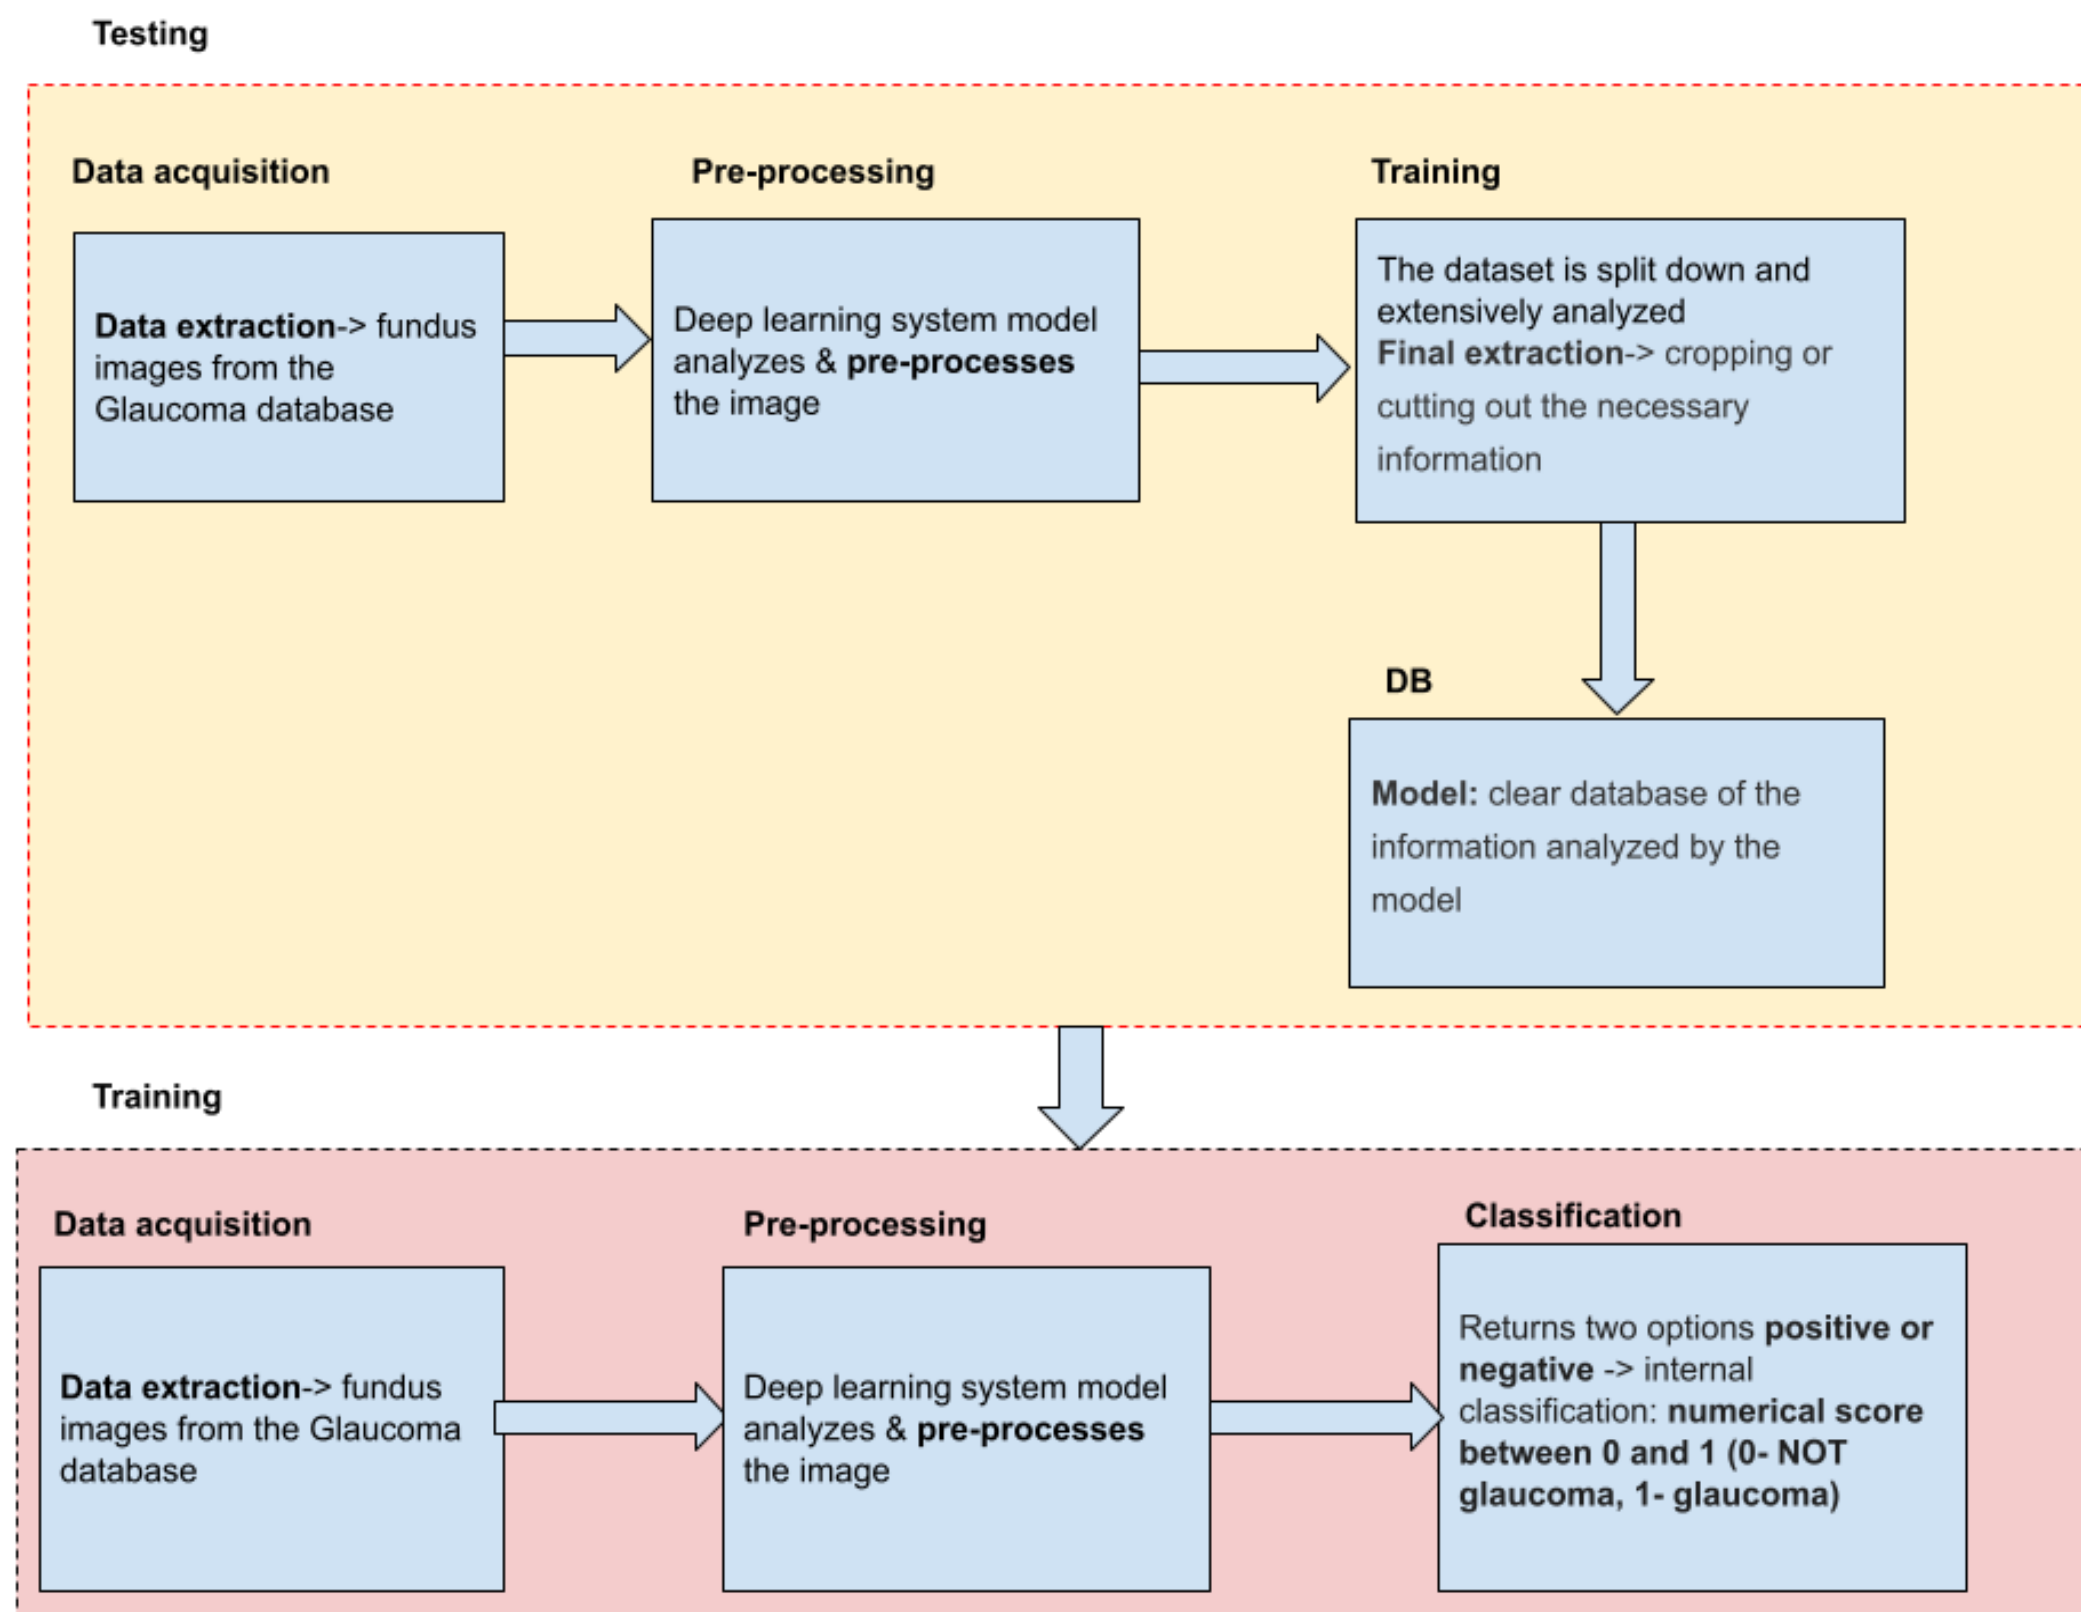 Testing
Data acquisition
Pre-processing
Training
Data extraction-> fundus
images from the
Glaucoma database
Deep learning system model
analyzes & pre-processes
the image
The dataset is split down and
extensively analyzed
Final extraction-> cropping or
cutting out the necessary
information
DB
Model: clear database of the
information analyzed by the
model
Training
Data acquisition
Pre-processing
Classification
Data extraction-> fundus
images from the Glaucoma
database
Deep learning system model
analyzes & pre-processes
the image
Returns two options positive or
negative -> internal
classification: numerical score
between 0 and 1 (0- NOT
glaucoma, 1- glaucoma)